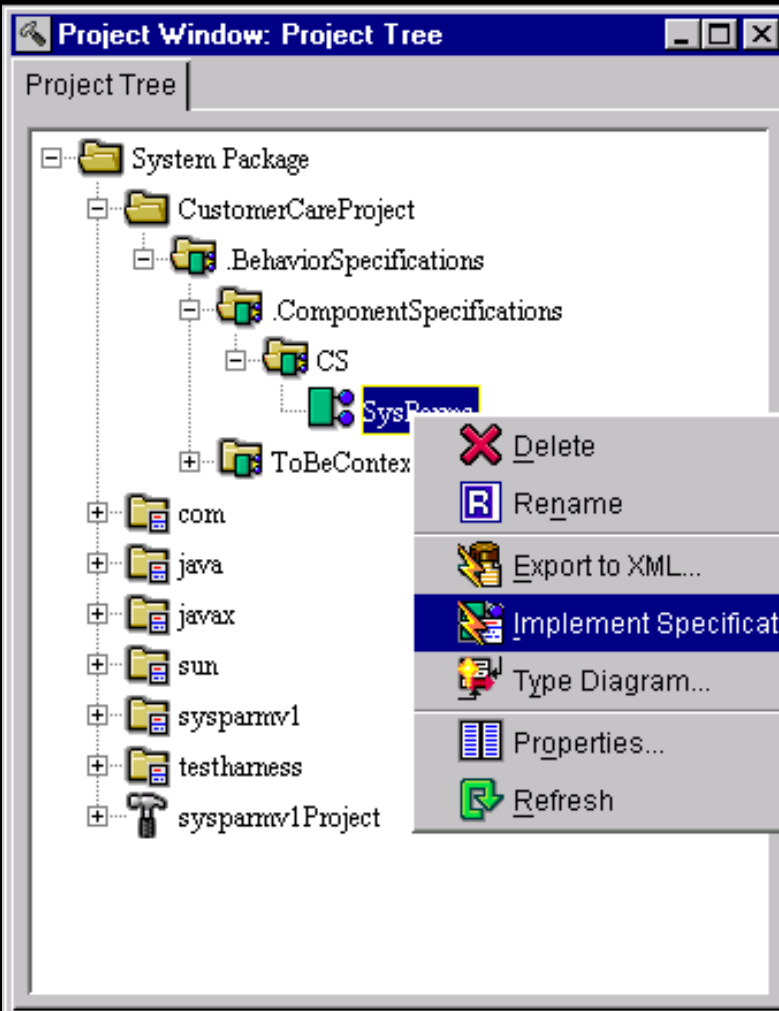 Project Window: Project Tree
Project Tree
System Package
CustomerCareProject
.BehaviorSpecifications
.ComponentSpecifications
CS
ToBeContex
com
java
javax
sun
sysparmv1
testharness
sysparmv1Project
Delete
R Rename
Export to XML...
Implement Specificat
Type Diagram...
Properties...
Refresh